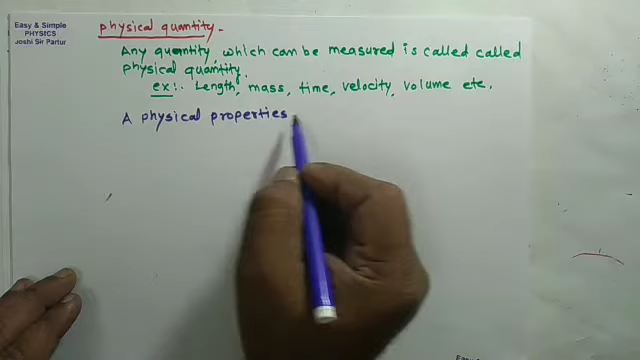 Easy & Simple
PHYSICS
Joshi Sir Partur
physical quantity.
Any quantity which can be measured is called called
physical quantity.
ex:. Length, mass, time, velocity, volume etc.
A physical properties